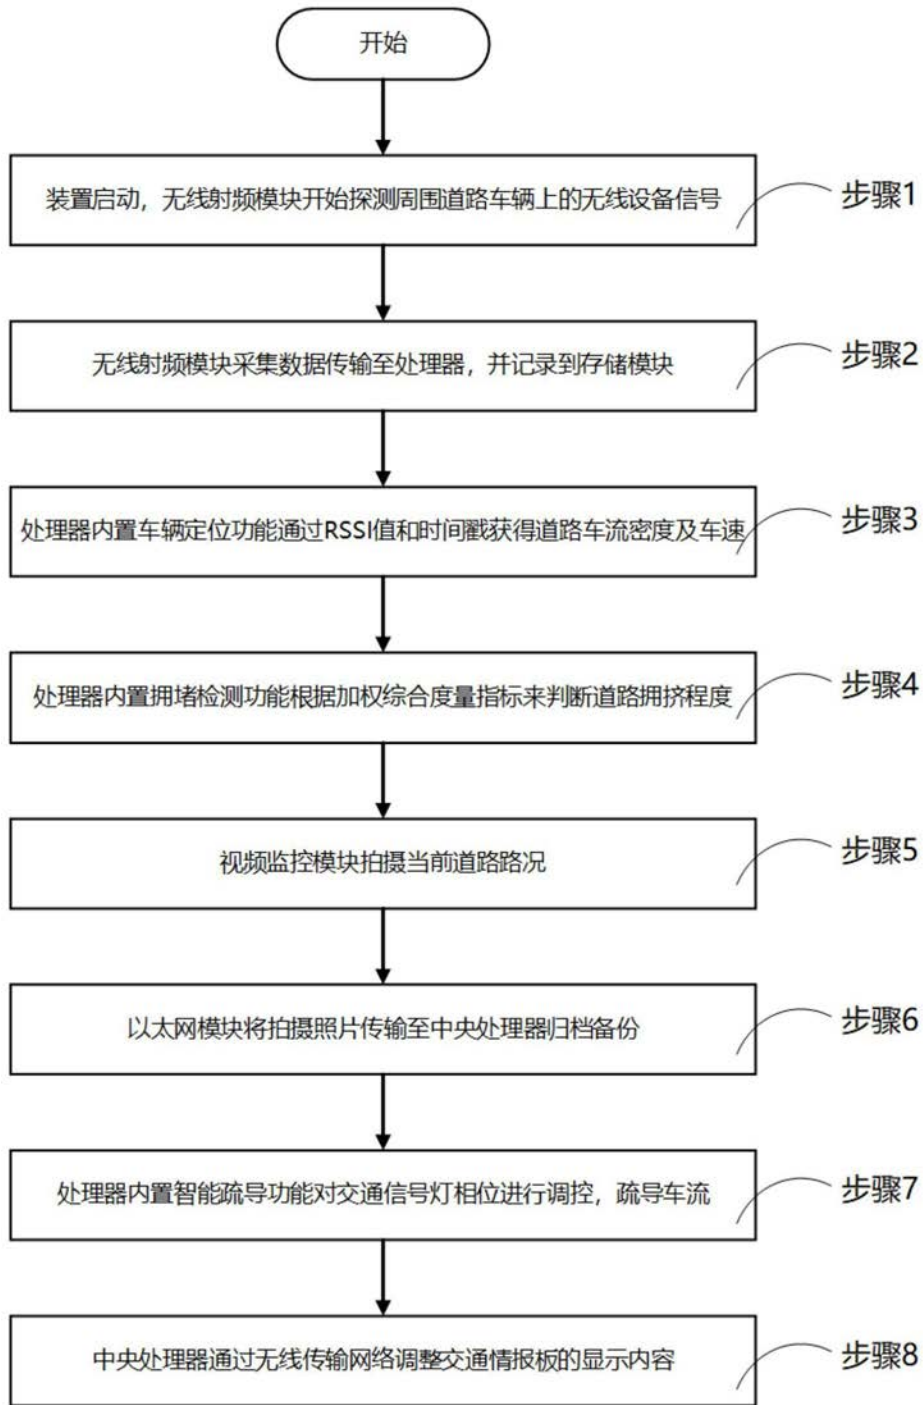 开始
装置启动，无线射频模块开始探测周围道路车辆上的无线设备信号
步骤1
无线射频模块采集数据传输至处理器，并记录到存储模块
步骤2
处理器内置车辆定位功能通过RSSI值和时间戳获得道路车流密度及车速
步骤3
处理器内置拥堵检测功能根据加权综合度量指标来判断道路拥挤程度
步骤4
视频监控模块拍摄当前道路路况
步骤5
以太网模块将拍摄照片传输至中央处理器归档备份
步骤6
处理器内置智能疏导功能对交通信号灯相位进行调控，疏导车流
步骤7
中央处理器通过无线传输网络调整交通情报板的显示内容
步骤8